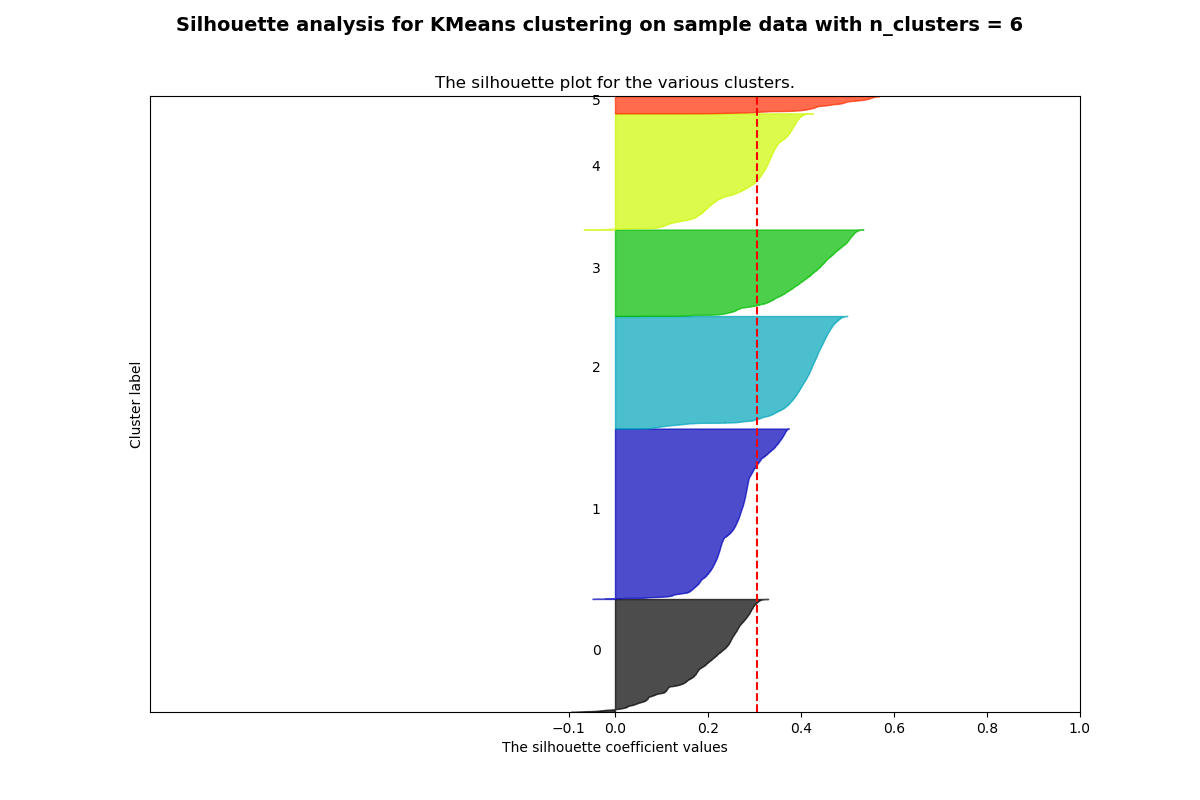 Silhouette analysis for KMeans clustering on sample data with n_clusters = 6
The silhouette plot for the various clusters.
5
4
3
2
1
0
Cluster label
−0.1 0.0 0.2 0.4 0.6 0.8 1.0
The silhouette coefficient values